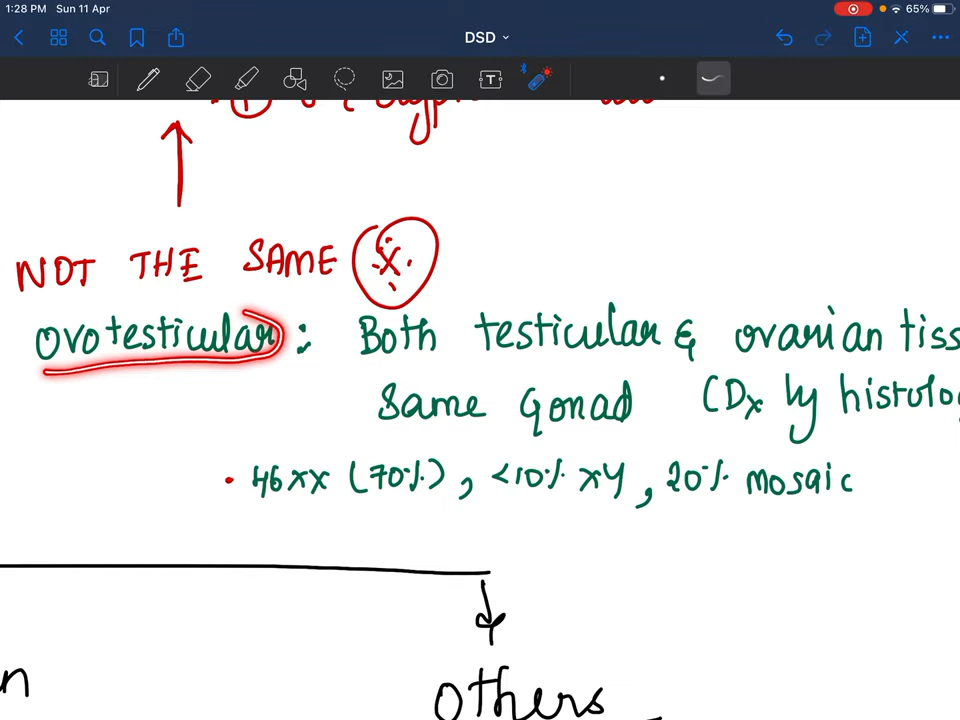 1:28 PM Sun 11 Apr
65%
DSD
T
NOT THE SAME X
ovotesticular: Both testicular & ovarian tiss
same gonad (Dx by histolog
• 46xx (70%), <10% xy, 20% mosaic
n
others